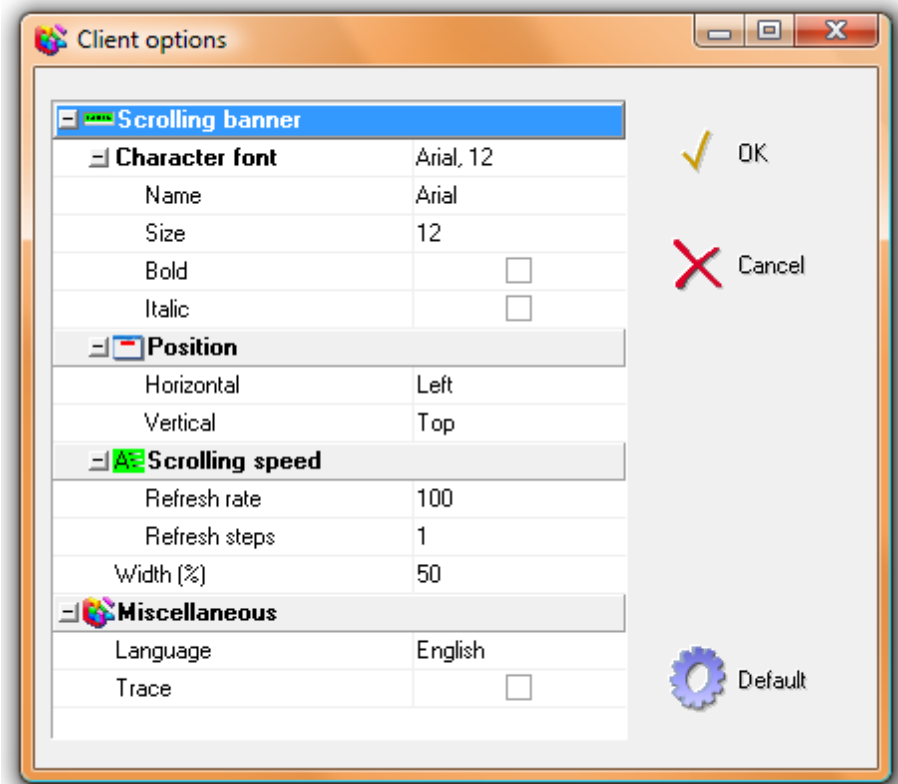 Client options
Scrolling banner
Character font Arial, 12
Name Arial
Size 12
Bold
Italic
Position
Horizontal Left
Vertical Top
Scrolling speed
Refresh rate 100
Refresh steps 1
Width (%) 50
Miscellaneous
Language English
Trace
OK
Cancel
Default